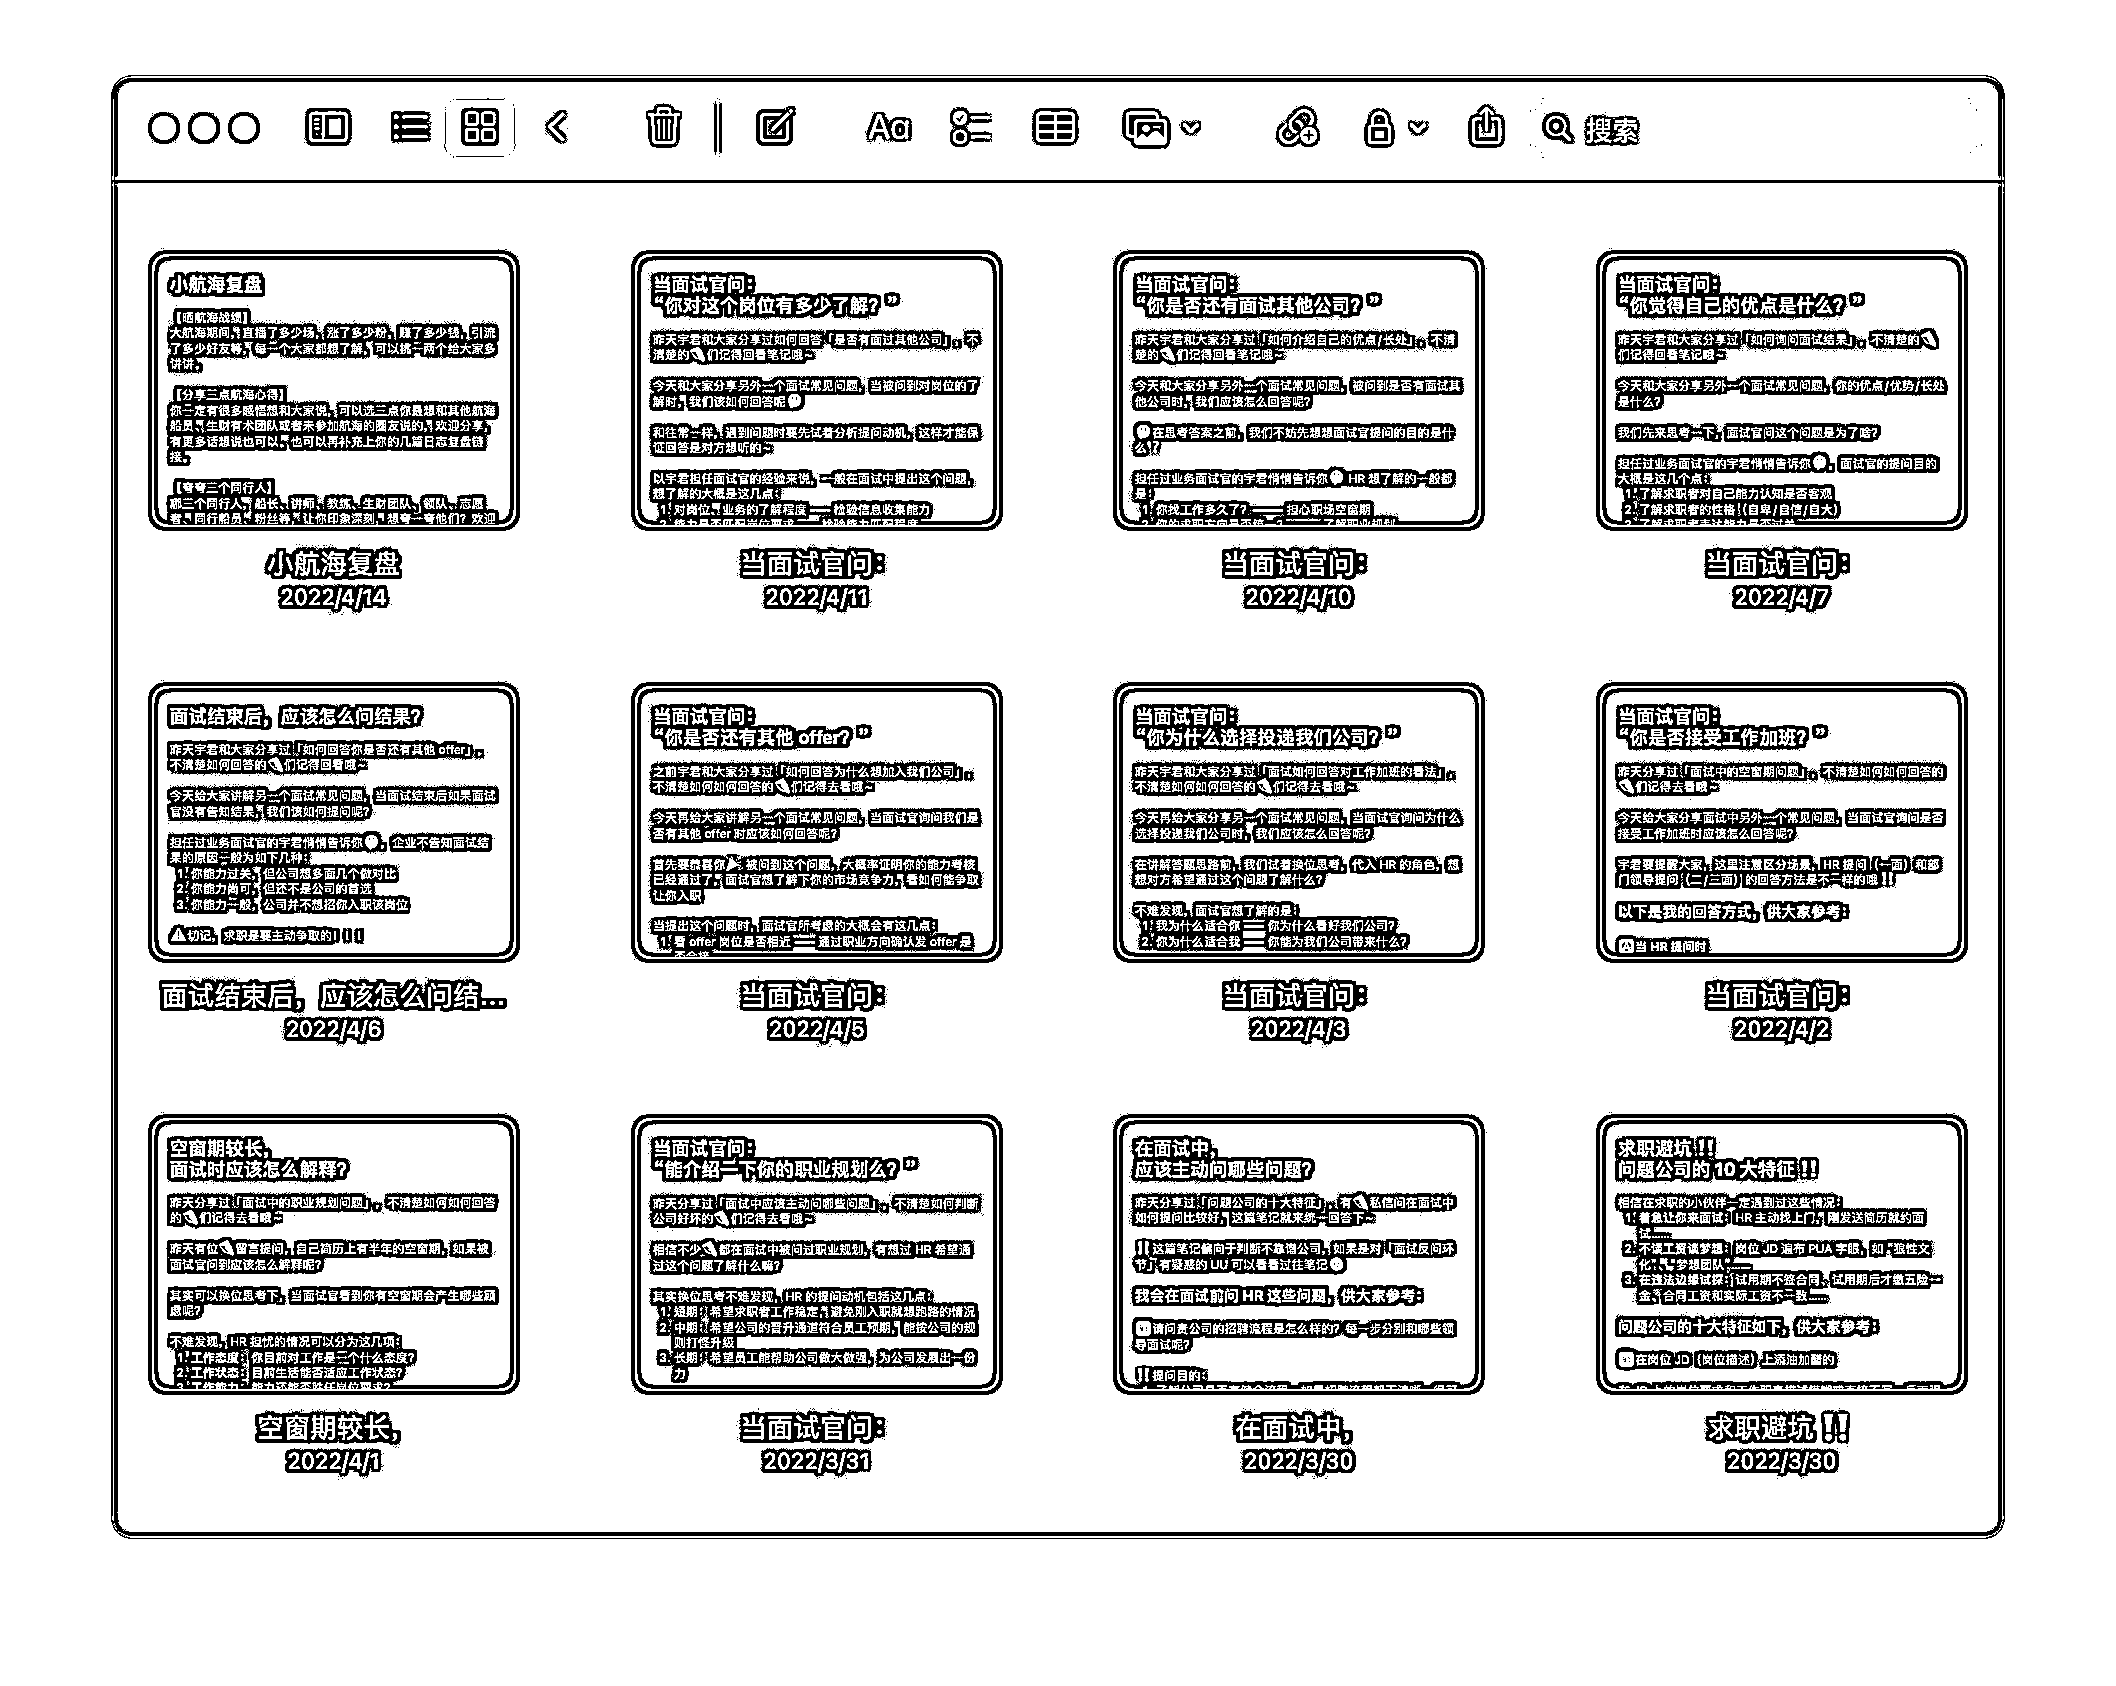 Aa
搜索
小航海复盘
【晒航海战绩】
大航海期间，直播了多少场、涨了多少粉、赚了多少钱、引流
了多少好友等，每一个大家都想了解，可以挑一两个给大家多
讲讲。
【分享三点航海心得】
你一定有很多感悟想和大家说，可以选三点你是想和其他航海
船员、生财有术团队或者未参加航海的圈友说的，欢迎分享，
有更多话想说也可以，也可以再补充上你的几篇日志复盘链
接。
【夸夸三个同行人】
哪三个同行人，船长、讲师、教练、生财团队、领队、志愿
者、同行船员、粉丝等，让你印象深刻，想夸一夸他们？欢迎
小航海复盘
2022/4/14
当面试官问：
“你对这个岗位有多少了解？”
昨天宇君和大家分享过如何回答「是否有面过其他公司」，不
清楚的们记得回看笔记哦~
今天和大家分享另外一个面试常见问题，当被问到对岗位的了
解时，我们该如何回答呢
和往常一样，遇到问题时要先试着分析提问动机，这样才能保
证回答是对方想听的~
以宇君担任面试官的经验来说，一般在面试中提出这个问题，
想了解的大概是这几点：
1. 对岗位、业务的了解程度 —— 检验信息收集能力
2. 能力是否匹配岗位要求 —— 检验能力匹配程度
当面试官问：
2022/4/11
当面试官问：
“你是否还有面试其他公司？”
昨天宇君和大家分享过「如何介绍自己的优点/长处」，不清
楚的们记得回看笔记哦~
今天和大家分享另外一个面试常见问题，被问到是否有面试其
他公司时，我们应该怎么回答呢？
在思考答案之前，我们不妨先想想面试官提问的目的是什
么！？
担任过业务面试官的宇君悄悄告诉你 HR 想了解的一般都
是：
1. 你找工作多久了？ —— 担心职场空窗期
当面试官问：
2022/4/10
当面试官问：
“你觉得自己的优点是什么？”
昨天宇君和大家分享过「如何询问面试结果」，不清楚的
们记得回看笔记哦~
今天和大家分享另外一个面试常见问题，你的优点/优势/长处
是什么？
我们先来思考一下，面试官问这个问题是为了啥？
担任过业务面试官的宇君悄悄告诉你，面试官的提问目的
大概是这几个点：
1. 了解求职者对自己能力认知是否客观
2. 了解求职者的性格（自卑/自信/自大）
3. 了解求职者表达能力是否过关
当面试官问：
2022/4/7
面试结束后，应该怎么问结果？
昨天宇君和大家分享过「如何回答你是否还有其他 offer」，
不清楚如何回答的们记得回看哦~
今天给大家讲解另一个面试常见问题，当面试结束后如果面试
官没有告知结果，我们该如何提问呢？
担任过业务面试官的宇君悄悄告诉你，企业不告知面试结
果的原因一般为如下几种：
1. 你能力过关，但公司想多面几个做对比
2. 你能力尚可，但还不是公司的首选
3. 你能力一般，公司并不想招你入职该岗位
⚠切记，求职是要主动争取的！！！
面试结束后，应该怎么问结...
2022/4/6
当面试官问：
“你是否还有其他 offer？”
之前宇君和大家分享过「如何回答为什么想加入我们公司」，
不清楚如何如何回答的们记得去看哦~
今天再给大家讲解另一个面试常见问题，当面试官询问我们是
否有其他 offer 时应该如何回答呢？
首先要恭喜你 被问到这个问题，大概率证明你的能力考核
已经通过了，面试官想了解下你的市场竞争力，看如何能争取
让你入职
当提出这个问题时，面试官所考虑的大概会有这几点：
1. 看 offer 岗位是否相近 —— 通过职业方向确认发 offer 是
否合接
当面试官问：
2022/4/5
当面试官问：
“你为什么选择投递我们公司？”
昨天宇君和大家分享过「面试如何回答对工作加班的看法」，
不清楚如何如何回答的们记得去看哦~
今天再给大家分享另一个面试常见问题，当面试官询问为什么
选择投递我们公司时，我们应该怎么回答呢？
在讲解答题思路前，我们试着换位思考，代入 HR 的角色，想
想对方希望通过这个问题了解什么？
不难发现，面试官想了解的是：
1. 我为什么适合你 —— 你为什么看好我们公司？
2. 你为什么适合我 —— 你能为我们公司带来什么？
当面试官问：
2022/4/3
当面试官问：
“你是否接受工作加班？”
昨天分享过「面试中的空窗期问题」，不清楚如何如何回答的
们记得去看哦~
今天给大家分享面试中另外一个常见问题，当面试官询问是否
接受工作加班时应该怎么回答呢？
宇君要提醒大家，这里注意区分场景，HR 提问（一面）和部
门领导提问（二/三面）的回答方法是不一样的哦‼
以下是我的回答方式，供大家参考：
当 HR 提问时
当面试官问：
2022/4/2
空窗期较长，
面试时应该怎么解释？
昨天分享过「面试中的职业规划问题」，不清楚如何如何回答
的们记得去看哦~
昨天有位留言提问，自己简历上有半年的空窗期，如果被
面试官问到应该怎么解释呢？
其实可以换位思考下，当面试官看到你有空窗期会产生哪些顾
虑呢？
不难发现，HR 担忧的情况可以分为这几项：
1. 工作态度：你目前对工作是一个什么态度？
2. 工作状态：目前生活能否适应工作状态？
3. 工作能力：能力还能否胜任岗位要求？
空窗期较长，
2022/4/1
当面试官问：
“能介绍一下你的职业规划么？”
昨天分享过「面试中应该主动问哪些问题」，不清楚如何判断
公司好坏的们记得去看哦~
相信不少都在面试中被问过职业规划，有想过 HR 希望通
过这个问题了解什么嘛？
其实换位思考不难发现，HR 的提问动机包括这几点：
1. 短期：希望求职者工作稳定，避免刚入职就想跑路的情况
2. 中期：希望公司的晋升通道符合员工预期，能按公司的规
则打怪升级
3. 长期：希望员工能帮助公司做大做强，为公司发展出一份
力
当面试官问：
2022/3/31
在面试中，
应该主动问哪些问题？
昨天分享过「问题公司的十大特征」，有私信问在面试中
如何提问比较好，这篇笔记就来统一回答下~
‼这篇笔记偏向于判断不靠谱公司，如果是对「面试反问环
节」有疑惑的 UU 可以看看过往笔记
我会在面试前问 HR 这些问题，供大家参考：
请问贵公司的招聘流程是怎么样的？每一步分别和哪些领
导面试呢？
‼提问目的：
在面试中，
2022/3/30
求职避坑‼
问题公司的 10 大特征‼
相信在求职的小伙伴一定遇到过这些情况：
1. 着急让你来面试：HR 主动找上门，刚发送简历就约面
试……
2. 不谈工资谈梦想：岗位 JD 遍布 PUA 字眼，如“狼性文
化”、“梦想团队”……
3. 在违法边缘试探：试用期不签合同、试用期后才缴五险一
金、合同工资和实际工资不一致……
问题公司的十大特征如下，供大家参考：
在岗位 JD（岗位描述）上添油加醋的
求职避坑‼
2022/3/30